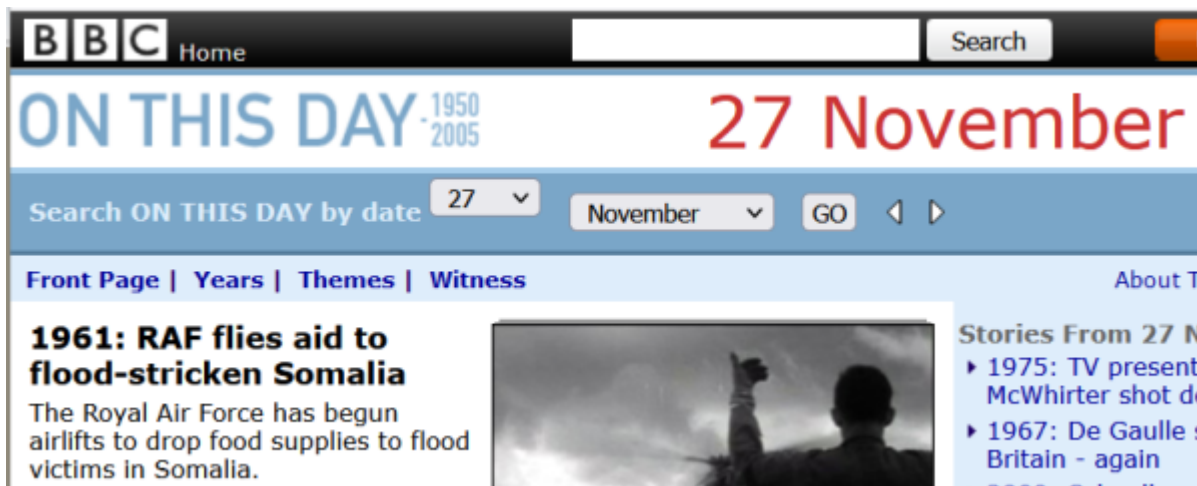 BBC Home Search
ON THIS DAY - 1950 2005 27 November
Search ON THIS DAY by date 27 November GO
Front Page | Years | Themes | Witness About
1961: RAF flies aid to
flood-stricken Somalia
The Royal Air Force has begun
airlifts to drop food supplies to flood
victims in Somalia.
Stories From 27
1975: TV
McWhirter shot
1967: De Gaulle
Britain - again